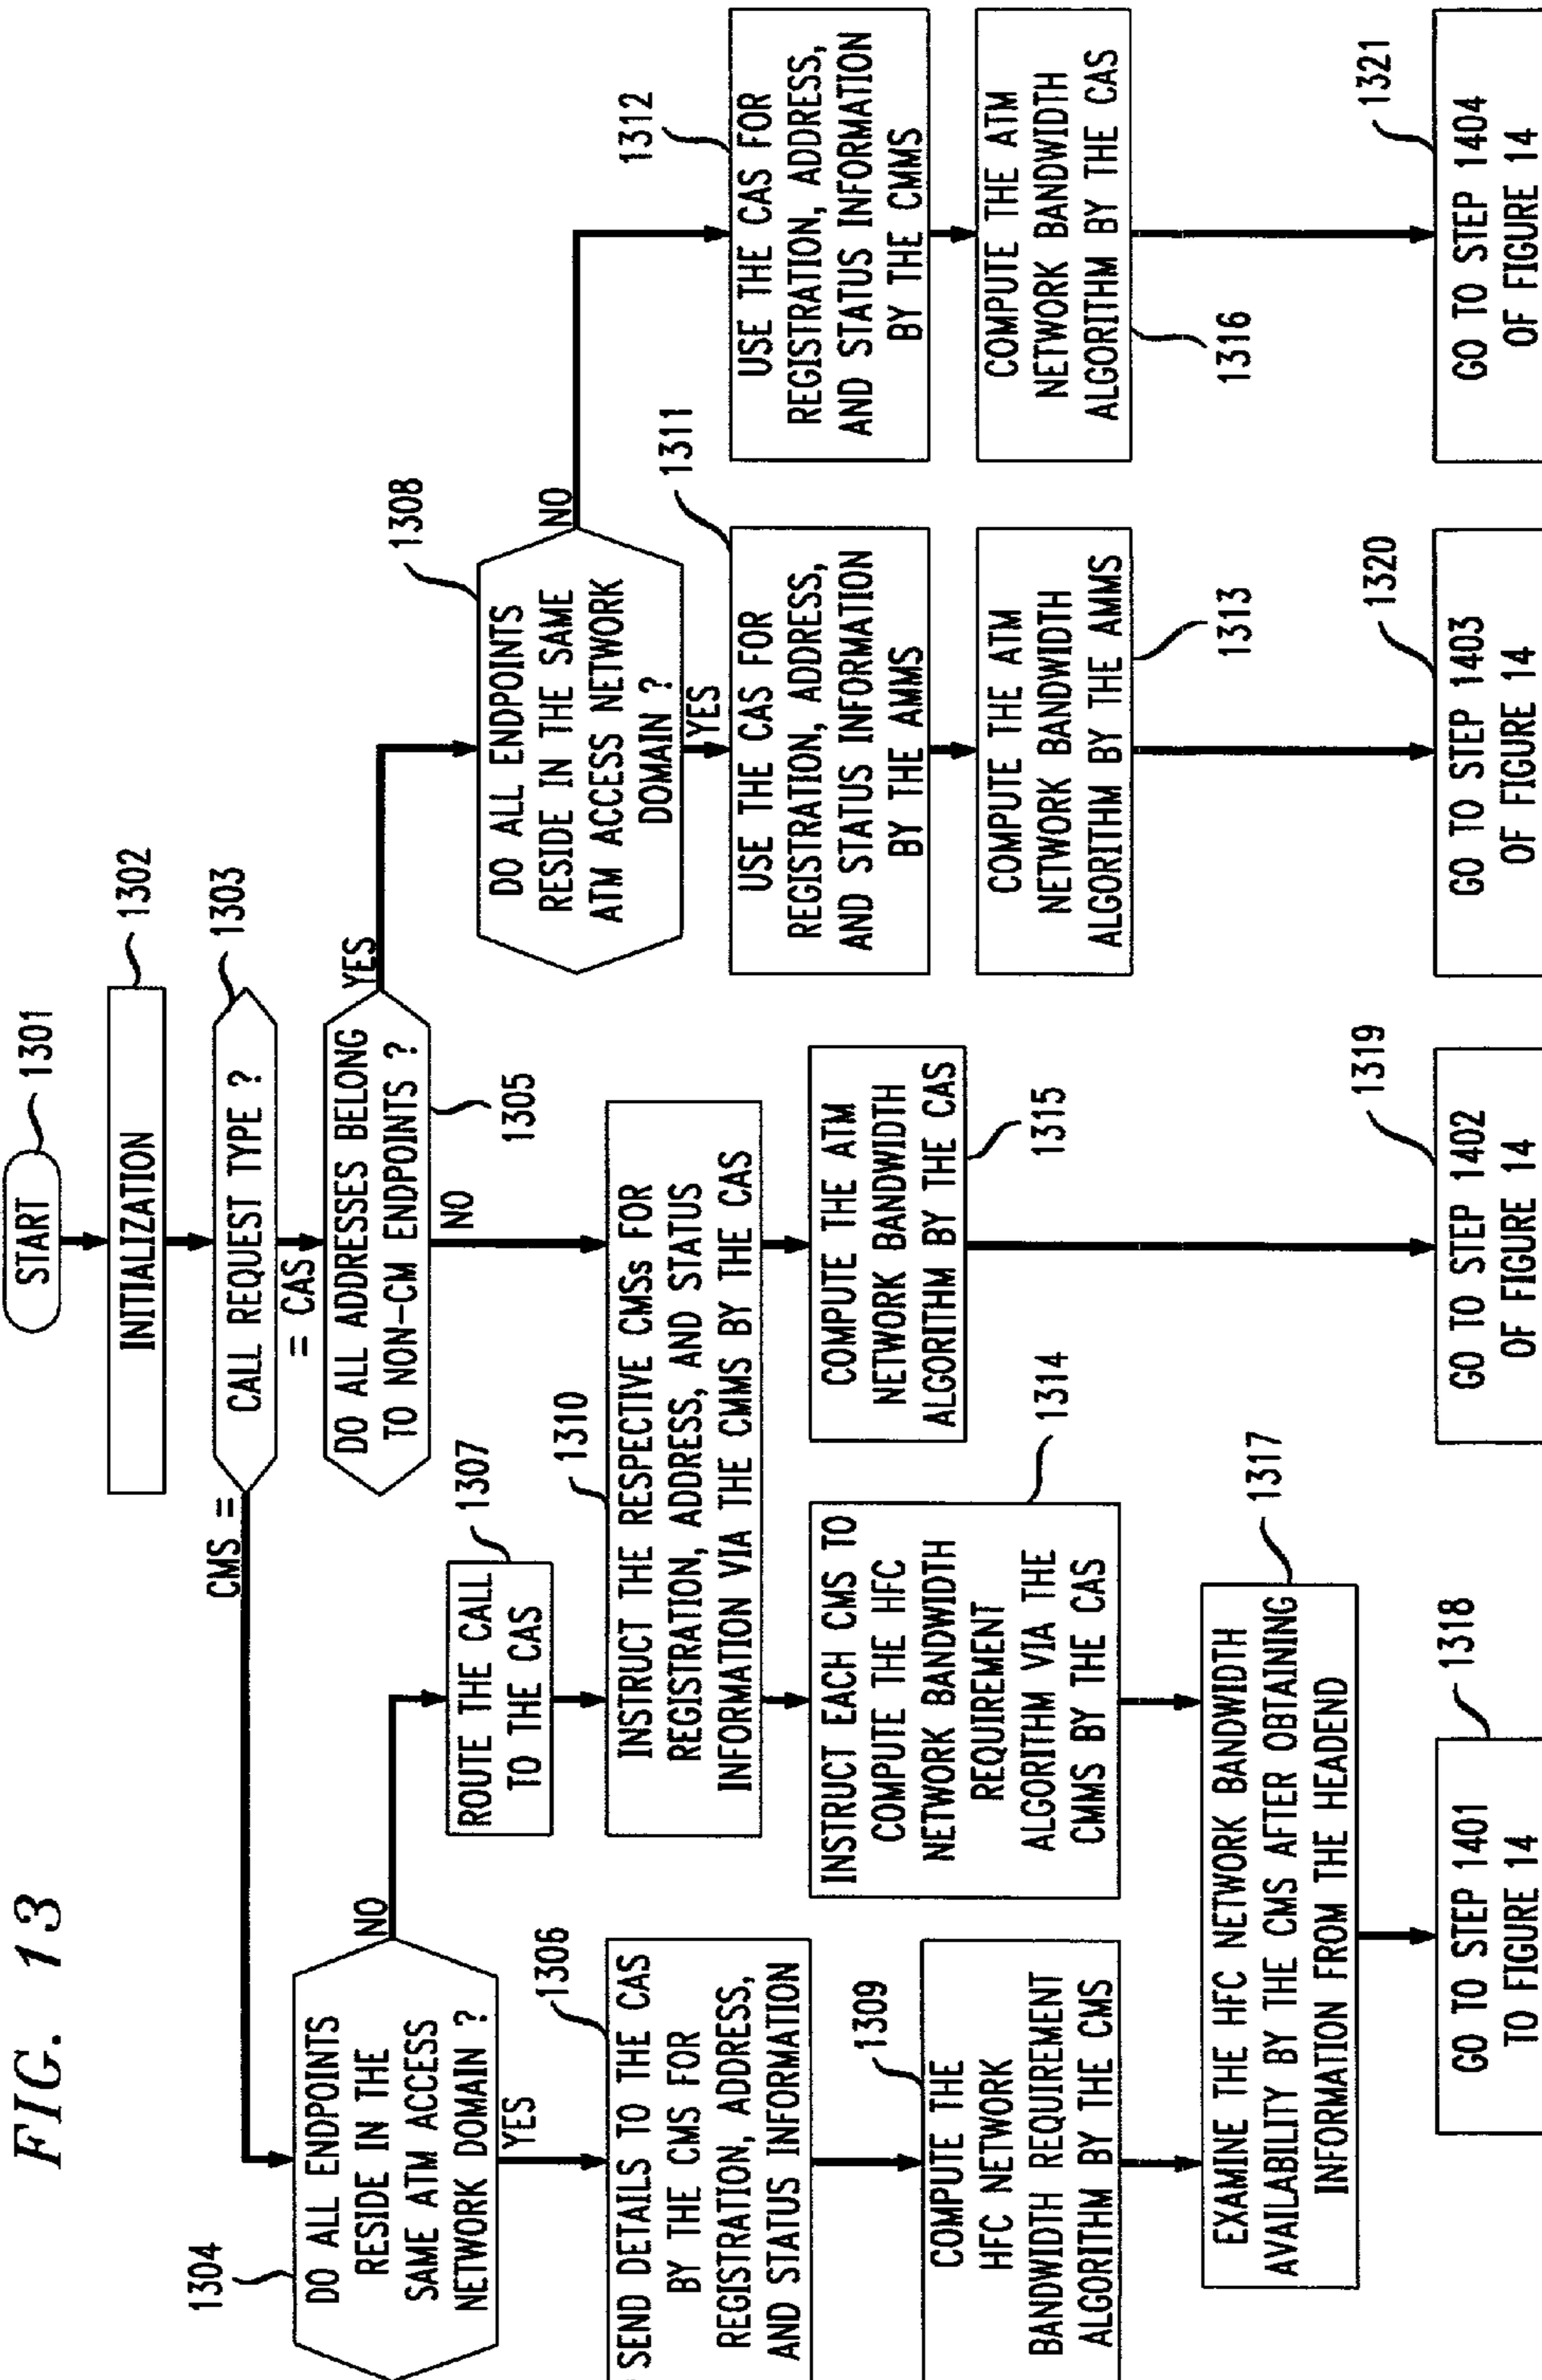 FIG. 13
START
1301
INITIALIZATION
1302
CALL REQUEST TYPE ?
1303
CMS =
= CAS
DO ALL ENDPOINTS
RESIDE IN THE
SAME ATM ACCESS
NETWORK DOMAIN ?
1304
NO
YES
DO ALL ADDRESSES BELONG
TO NON-CM ENDPOINTS ?
1305
YES
NO
ROUTE THE CALL
TO THE CAS
1307
DO ALL ENDPOINTS
RESIDE IN THE SAME
ATM ACCESS NETWORK
DOMAIN ?
1308
NO
YES
SEND DETAILS TO THE CAS
BY THE CMS FOR
REGISTRATION, ADDRESS,
AND STATUS INFORMATION
1306
INSTRUCT THE RESPECTIVE CMSs FOR
REGISTRATION, ADDRESS, AND STATUS
INFORMATION VIA THE CMMS BY THE CAS
1310
USE THE CAS FOR
REGISTRATION, ADDRESS,
AND STATUS INFORMATION
BY THE AMMS
1311
USE THE CAS FOR
REGISTRATION, ADDRESS,
AND STATUS INFORMATION
BY THE CMMS
1312
COMPUTE THE
HFC NETWORK
BANDWIDTH REQUIREMENT
ALGORITHM BY THE CMS
1309
INSTRUCT EACH CMS TO
COMPUTE THE HFC
NETWORK BANDWIDTH
REQUIREMENT
ALGORITHM VIA THE
CMMS BY THE CAS
1314
COMPUTE THE ATM
NETWORK BANDWIDTH
ALGORITHM BY THE CAS
1315
COMPUTE THE ATM
NETWORK BANDWIDTH
ALGORITHM BY THE AMMS
1313
COMPUTE THE ATM
NETWORK BANDWIDTH
ALGORITHM BY THE CAS
1316
EXAMINE THE HFC NETWORK BANDWIDTH
AVAILABILITY BY THE CMS AFTER OBTAINING
INFORMATION FROM THE HEADEND
1317
GO TO STEP 1401
TO FIGURE 14
1318
GO TO STEP 1402
OF FIGURE 14
1319
GO TO STEP 1403
OF FIGURE 14
1320
GO TO STEP 1404
OF FIGURE 14
1321